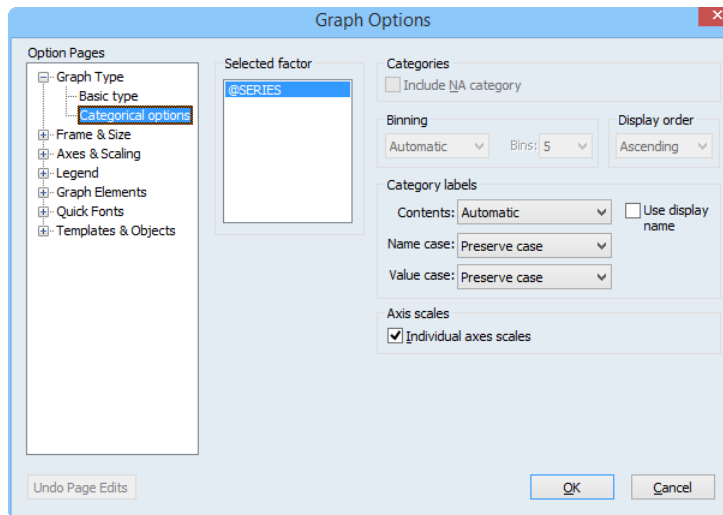 Graph Options
Option Pages
Graph Type
Basic type
Categorical options
Frame & Size
Axes & Scaling
Legend
Graph Elements
Quick Fonts
Templates & Objects
Selected factor
@SERIES
Categories
Include NA category
Binning
Automatic Bins: 5
Display order
Ascending
Category labels
Contents: Automatic
Use display name
Name case: Preserve case
Value case: Preserve case
Axis scales
Individual axes scales
Undo Page Edits
OK
Cancel